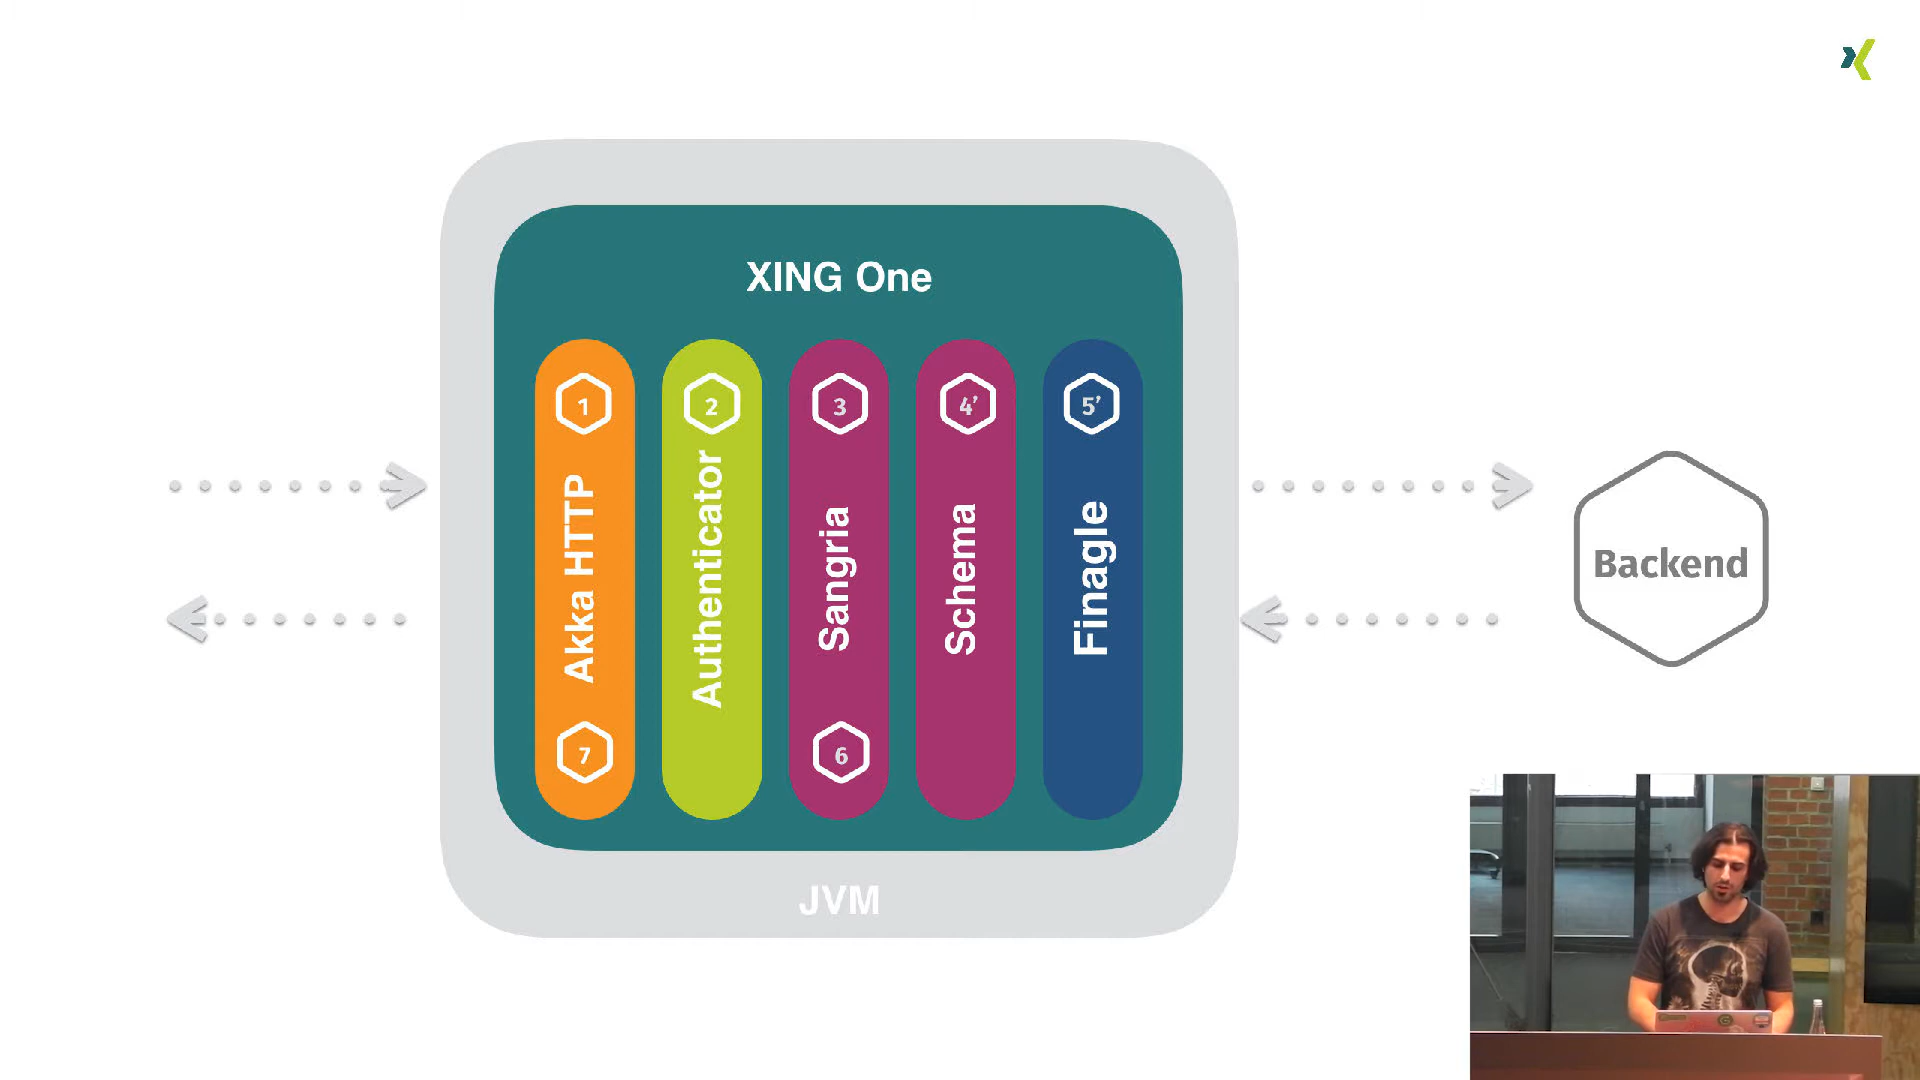 XING One
1
2
3
4’
5’
Akka HTTP
Authenticator
Sangria
Schema
Finagle
7
6
JVM
Backend